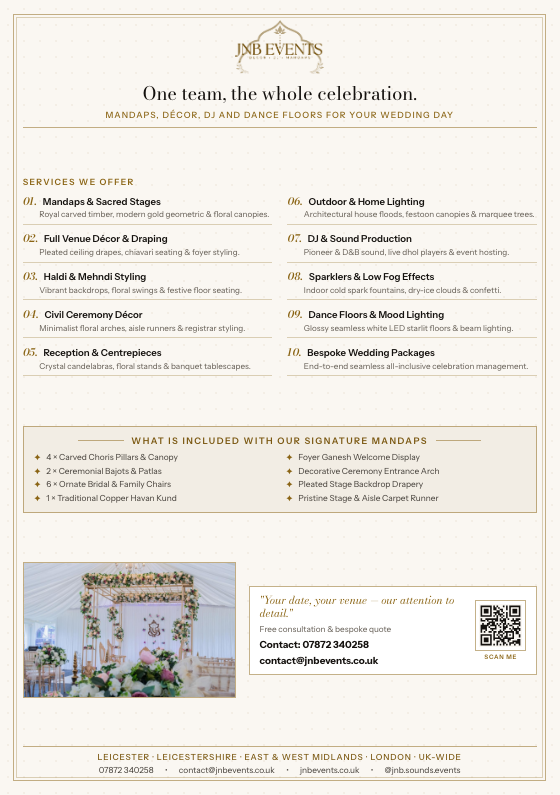 JNB EVENTS
One team, the whole celebration.
MANDAPS, DÉCOR, DJ AND DANCE FLOORS FOR YOUR WEDDING DAY
SERVICES WE OFFER
01. Mandaps & Sacred Stages
Royal carved timber, modern gold geometric & floral canopies.
02. Full Venue Décor & Draping
Pleated ceiling drapes, chiavari seating & foyer styling.
03. Haldi & Mehndi Styling
Vibrant backdrops, floral swings & festive floor seating.
04. Civil Ceremony Décor
Minimalist floral arches, aisle runners & registrar styling.
05. Reception & Centrepieces
Crystal candelabras, floral stands & banquet tablescapes.
06. Outdoor & Home Lighting
Architectural house floods, festoon canopies & marquee trees.
07. DJ & Sound Production
Pioneer & D&B sound, live dhol players & event hosting.
08. Sparklers & Low Fog Effects
Indoor cold spark fountains, dry-ice clouds & confetti.
09. Dance Floors & Mood Lighting
Glossy seamless white LED starlit floors & beam lighting.
10. Bespoke Wedding Packages
End-to-end seamless all-inclusive celebration management.
WHAT IS INCLUDED WITH OUR SIGNATURE MANDAPS
✦ 4 × Carved Choris Pillars & Canopy
✦ 2 × Ceremonial Bajots & Patlas
✦ 6 × Ornate Bridal & Family Chairs
✦ 1 × Traditional Copper Havan Kund
✦ Foyer Ganesh Welcome Display
✦ Decorative Ceremony Entrance Arch
✦ Pleated Stage Backdrop Drapery
✦ Pristine Stage & Aisle Carpet Runner
"Your date, your venue — our attention to
detail."
Free consultation & bespoke quote
Contact: 07872 340258
contact@jnbevents.co.uk
SCAN ME
LEICESTER · LEICESTERSHIRE · EAST & WEST MIDLANDS · LONDON · UK-WIDE
07872 340258 • contact@jnbevents.co.uk • jnbevents.co.uk • @jnb.sounds.events